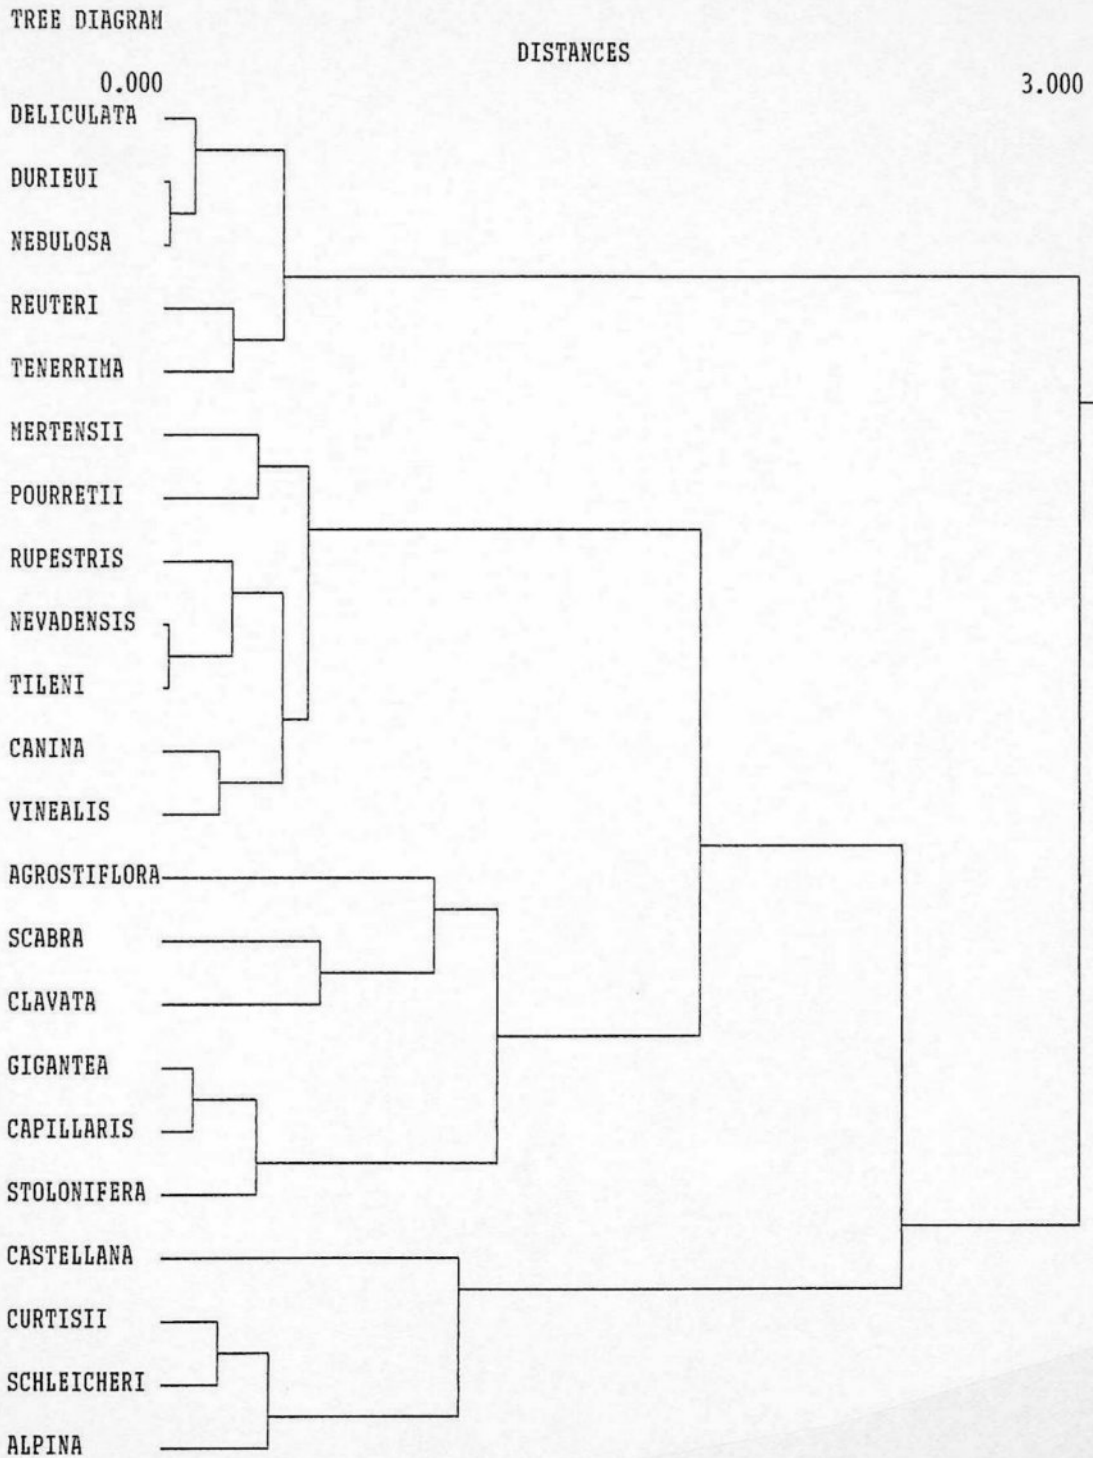 TREE DIAGRAM
DISTANCES
0.000 3.000
DELICULATA
DURIEUI
NEBULOSA
REUTERI
TENERRIMA
MERTENSII
POURRETII
RUPESTRIS
NEVADENSIS
TILENI
CANINA
VINEALIS
AGROSTIFLORA
SCABRA
CLAVATA
GIGANTEA
CAPILLARIS
STOLONIFERA
CASTELLANA
CURTISII
SCHLEICHERI
ALPINA